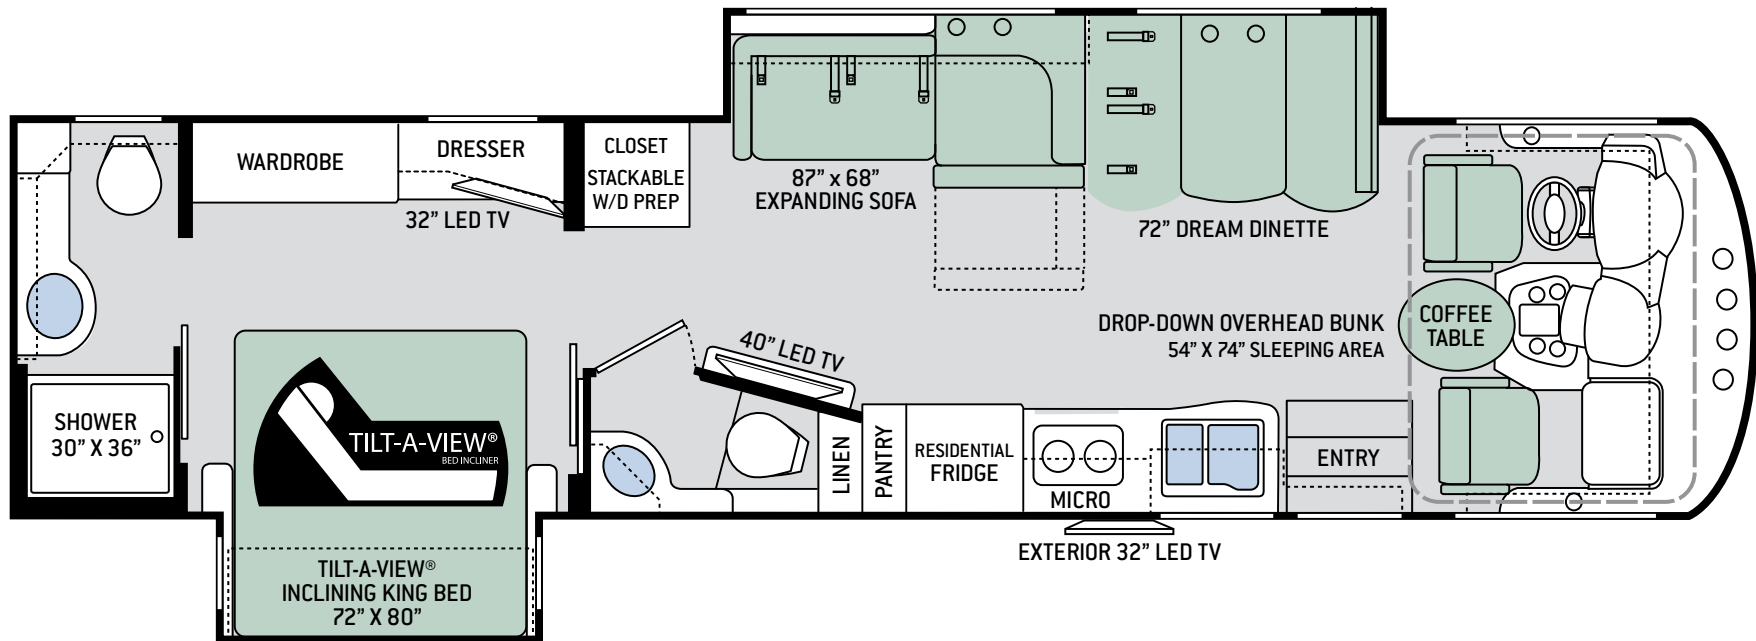 WARDROBE
DRESSER
32” LED TV
CLOSET
STACKABLE
W/D PREP
87” x 68”
EXPANDING SOFA
72” DREAM DINETTE
DROP-DOWN OVERHEAD BUNK
54” X 74” SLEEPING AREA
COFFEE
TABLE
40” LED TV
SHOWER
30” X 36”
TILT-A-VIEW®
BED INCLINER
LINEN
PANTRY
RESIDENTIAL
FRIDGE
MICRO
ENTRY
EXTERIOR 32” LED TV
TILT-A-VIEW®
INCLINING KING BED
72” X 80”